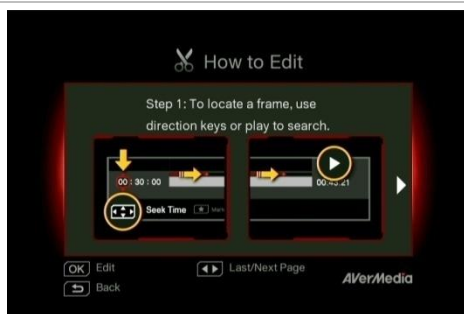 How to Edit
Step 1: To locate a frame, use
direction keys or play to search.
00 : 30 : 00
Seek Time
00:45:21
OK Edit
Last/Next Page
Back
AVerMedia